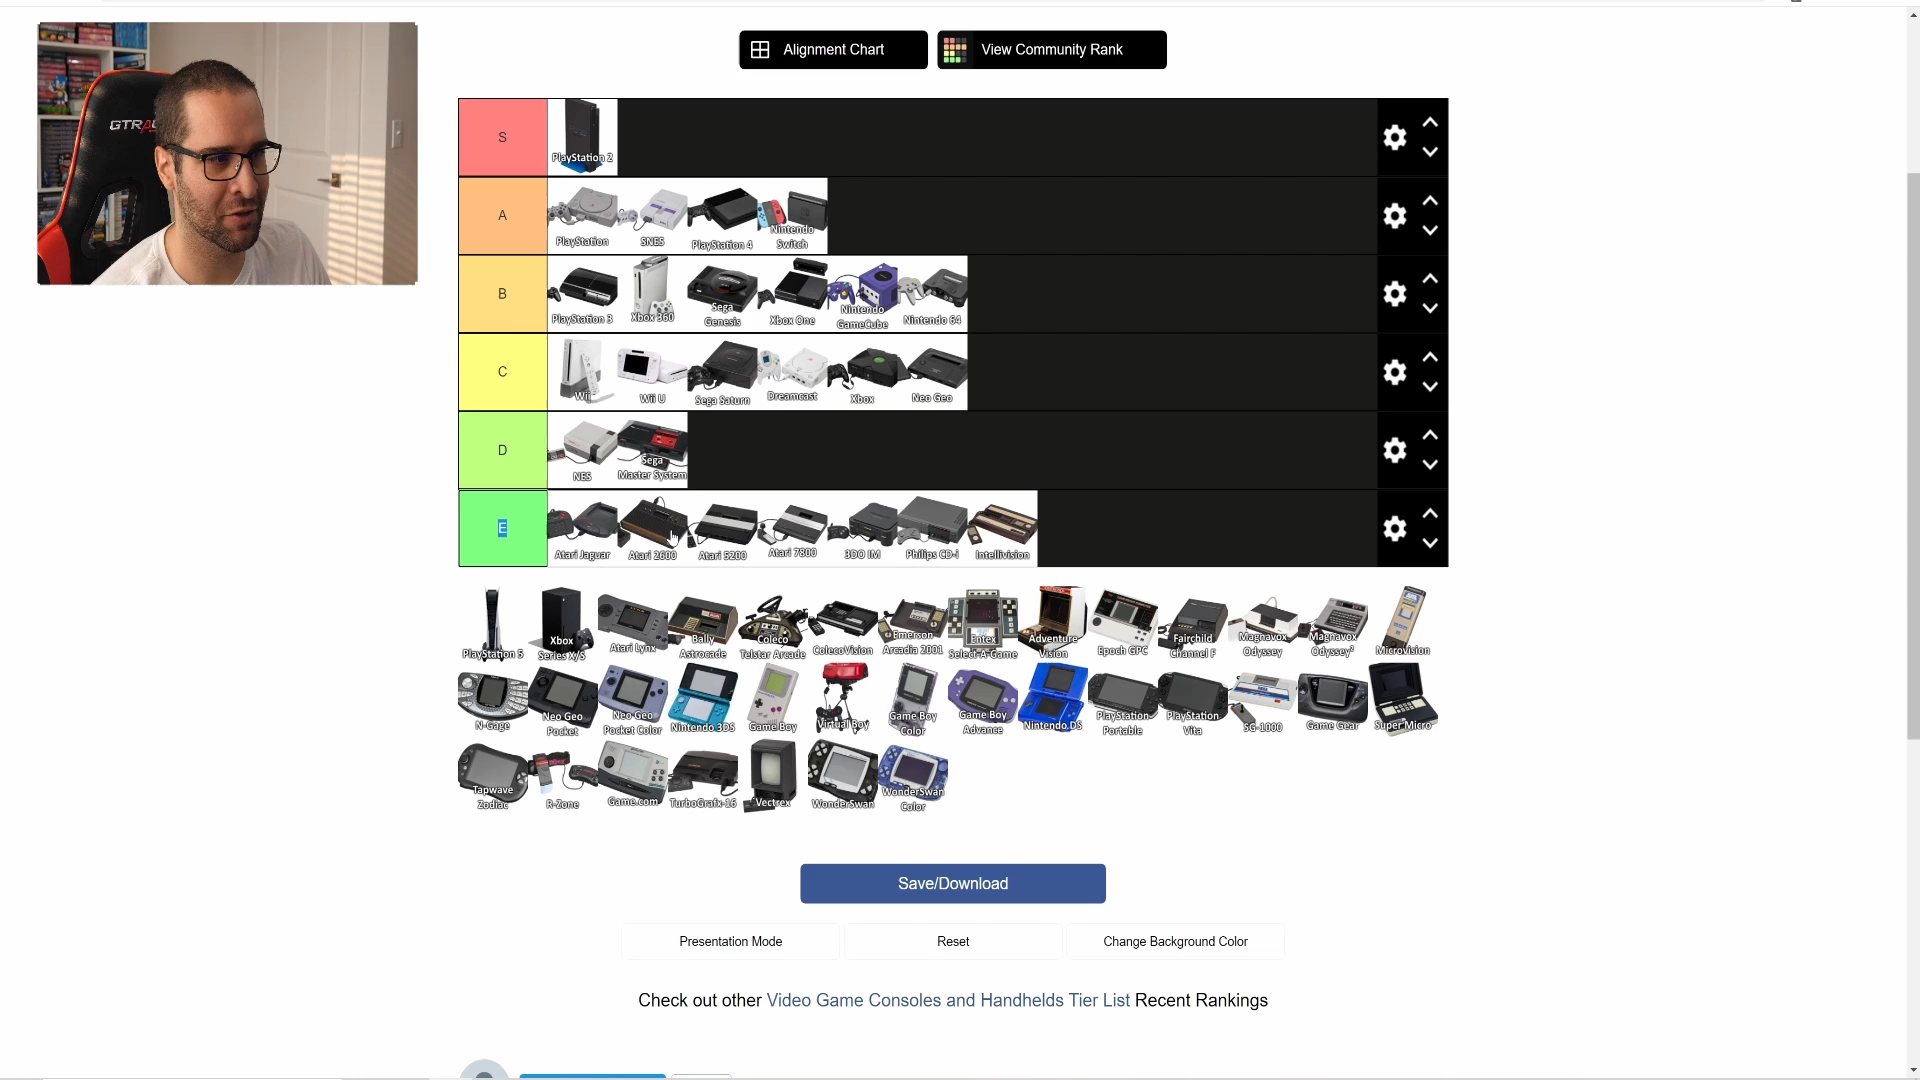 Alignment Chart
View Community Rank
GTRA
S
PlayStation 2
A
PlayStation
SNES
PlayStation 4
Nintendo
Switch
B
PlayStation 3
Xbox 360
Sega
Genesis
Xbox One
Nintendo
GameCube
Nintendo 64
C
Wii
Wii U
Sega Saturn
Dreamcast
Xbox
Neo Geo
D
NES
Sega
Master System
E
Atari Jaguar
Atari 2600
Atari 5200
Atari 7800
3DO IM
Philips CD-i
Intellivision
PlayStation 5
Xbox
Series X/S
Atari Lynx
Bally
Astrocade
Coleco
Telstar Arcade
ColecoVision
Emerson
Arcadia 2001
Entex
Select-A-Game
Adventure
Vision
Epoch GPC
Fairchild
Channel F
Magnavox
Odyssey
Magnavox
Odyssey²
Microvision
N-Gage
Neo Geo
Pocket
Neo Geo
Pocket Color
Nintendo 3DS
Game Boy
Virtual Boy
Game Boy
Color
Game Boy
Advance
Nintendo DS
PlayStation
Portable
PlayStation
Vita
SG-1000
Game Gear
Super Micro
Tapwave
Zodiac
R-Zone
Game.com
TurboGrafx-16
Vectrex
WonderSwan
WonderSwan
Color
Save/Download
Presentation Mode
Reset
Change Background Color
Check out other Video Game Consoles and Handhelds Tier List Recent Rankings